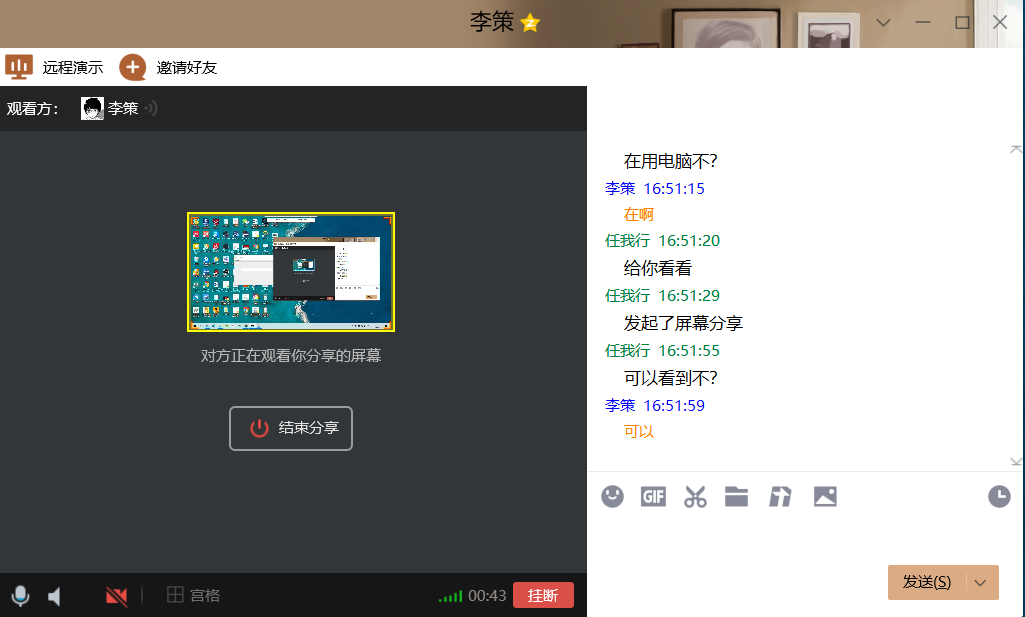 李策
远程演示 邀请好友
观看方： 李策
对方正在观看你分享的屏幕
结束分享
宫格 00:43 挂断
在用电脑不？
李策 16:51:15
在啊
任我行 16:51:20
给你看看
任我行 16:51:29
发起了屏幕分享
任我行 16:51:55
可以看到不？
李策 16:51:59
可以
GIF
发送(S)